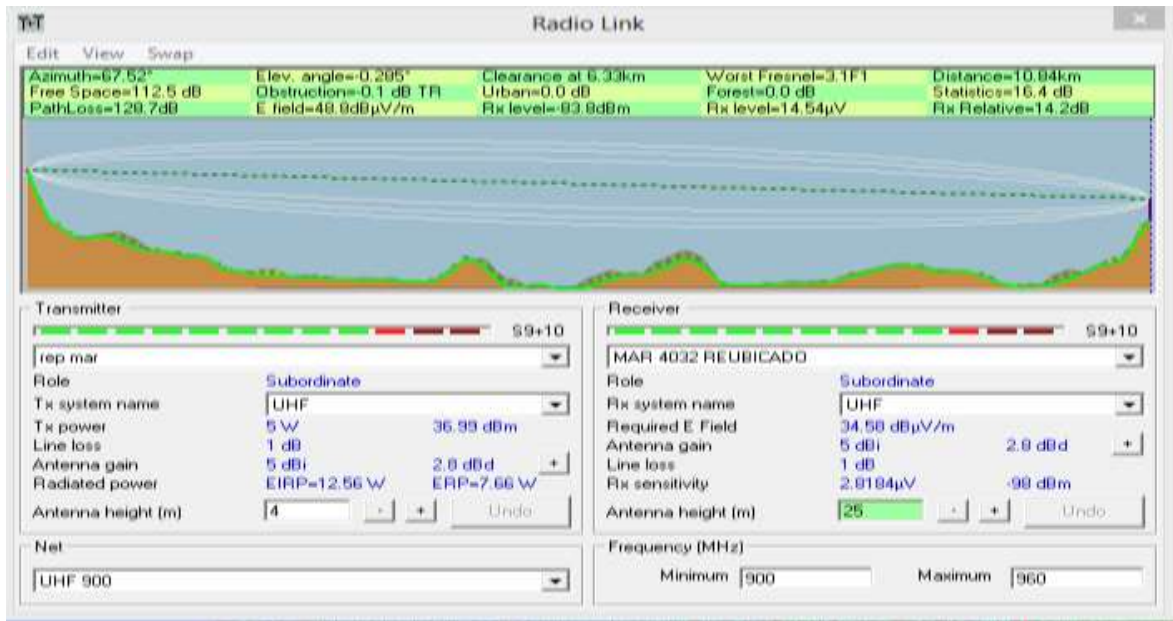 Radio Link
Edit View Swap
Azimuth=67.52° Elev. angle=-0.285° Clearance at 6.33km Worst Fresnel=3.1F1 Distance=10.84km
Free Space=112.5 dB Obstruction=-0.1 dB TR Urban=0.0 dB Forest=0.0 dB Statistics=16.4 dB
PathLoss=128.7dB E field=48.8dBµV/m Rx level=-83.8dBm Rx level=14.54µV Rx Relative=14.2dB
Transmitter
S9+10
rep mar
Role Subordinate
Tx system name UHF
Tx power 5 W 36.99 dBm
Line loss 1 dB
Antenna gain 5 dBi 2.8 dBd +
Radiated power EIRP=12.56 W ERP=7.66 W
Antenna height (m) 4 - + Undo
Net
UHF 900
Receiver
S9+10
MAR 4032 REUBICADO
Role Subordinate
Rx system name UHF
Required E Field 34.58 dBµV/m
Antenna gain 5 dBi 2.8 dBd +
Line loss 1 dB
Rx sensitivity 2.8184µV -98 dBm
Antenna height (m) 25 - + Undo
Frequency (MHz)
Minimum 900 Maximum 960